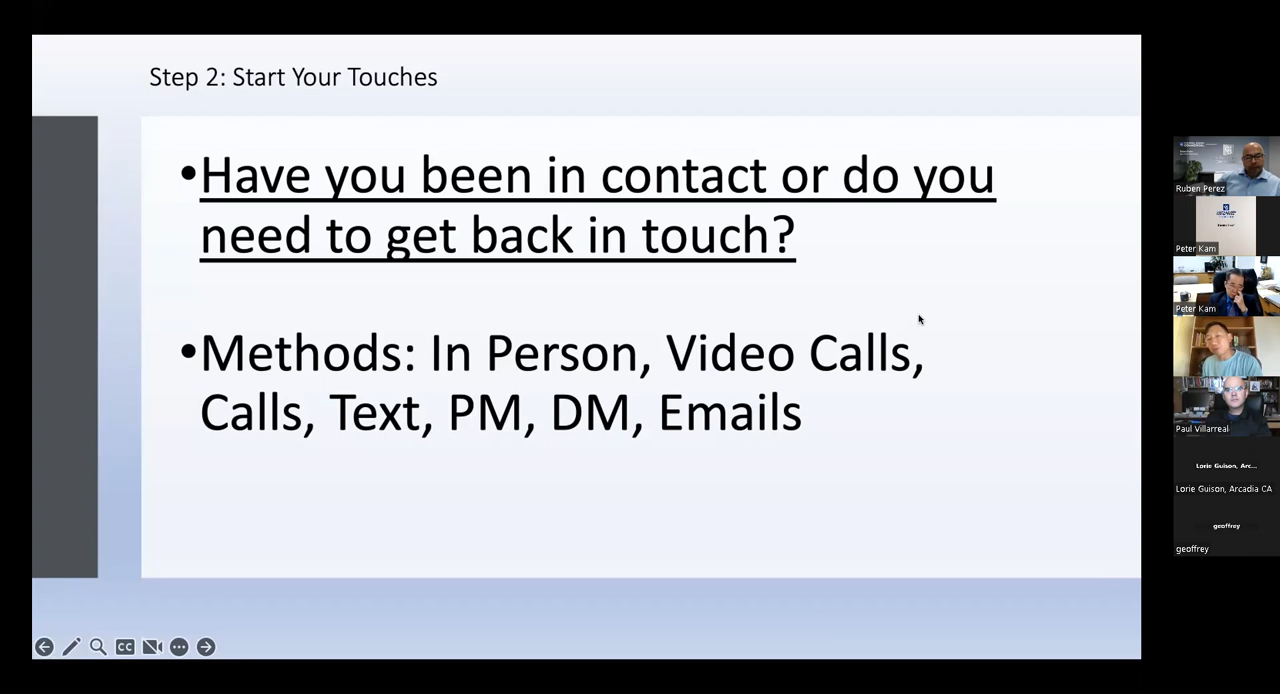 Step 2: Start Your Touches
•Have you been in contact or do you
need to get back in touch?
•Methods: In Person, Video Calls,
Calls, Text, PM, DM, Emails
CC
Ruben Perez
Peter Kam
Peter Kam
Paul Villarreal
Lorie Guison, Arc...
Lorie Guison, Arcadia CA
geoffrey
geoffrey